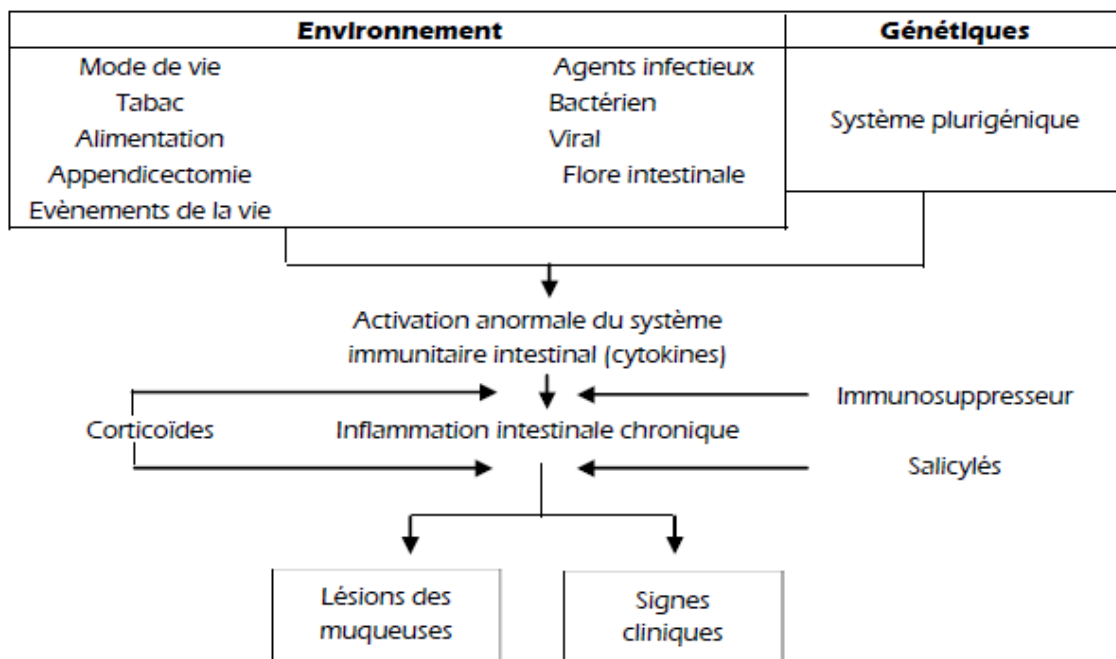 Environnement
Génétiques
Mode de vie
Agents infectieux
Tabac
Bactérien
Système plurigénique
Alimentation
Viral
Appendicectomie
Flore intestinale
Evènements de la vie
Activation anormale du système
immunitaire intestinal (cytokines)
Immunosuppresseur
Corticoïdes
Inflammation intestinale chronique
Salicylés
Lésions des
muqueuses
Signes
cliniques